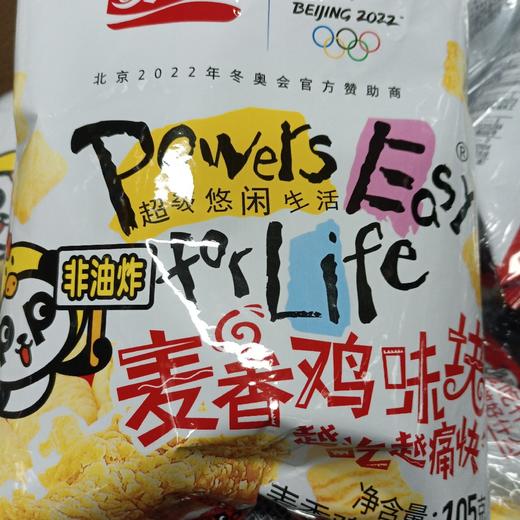 BEIJING 2022
北京2022年冬奥会官方赞助商
Powers Easy®
超级悠闲生活
for Life
非油炸
麦香鸡味块
越吃越痛快
净含量:105克